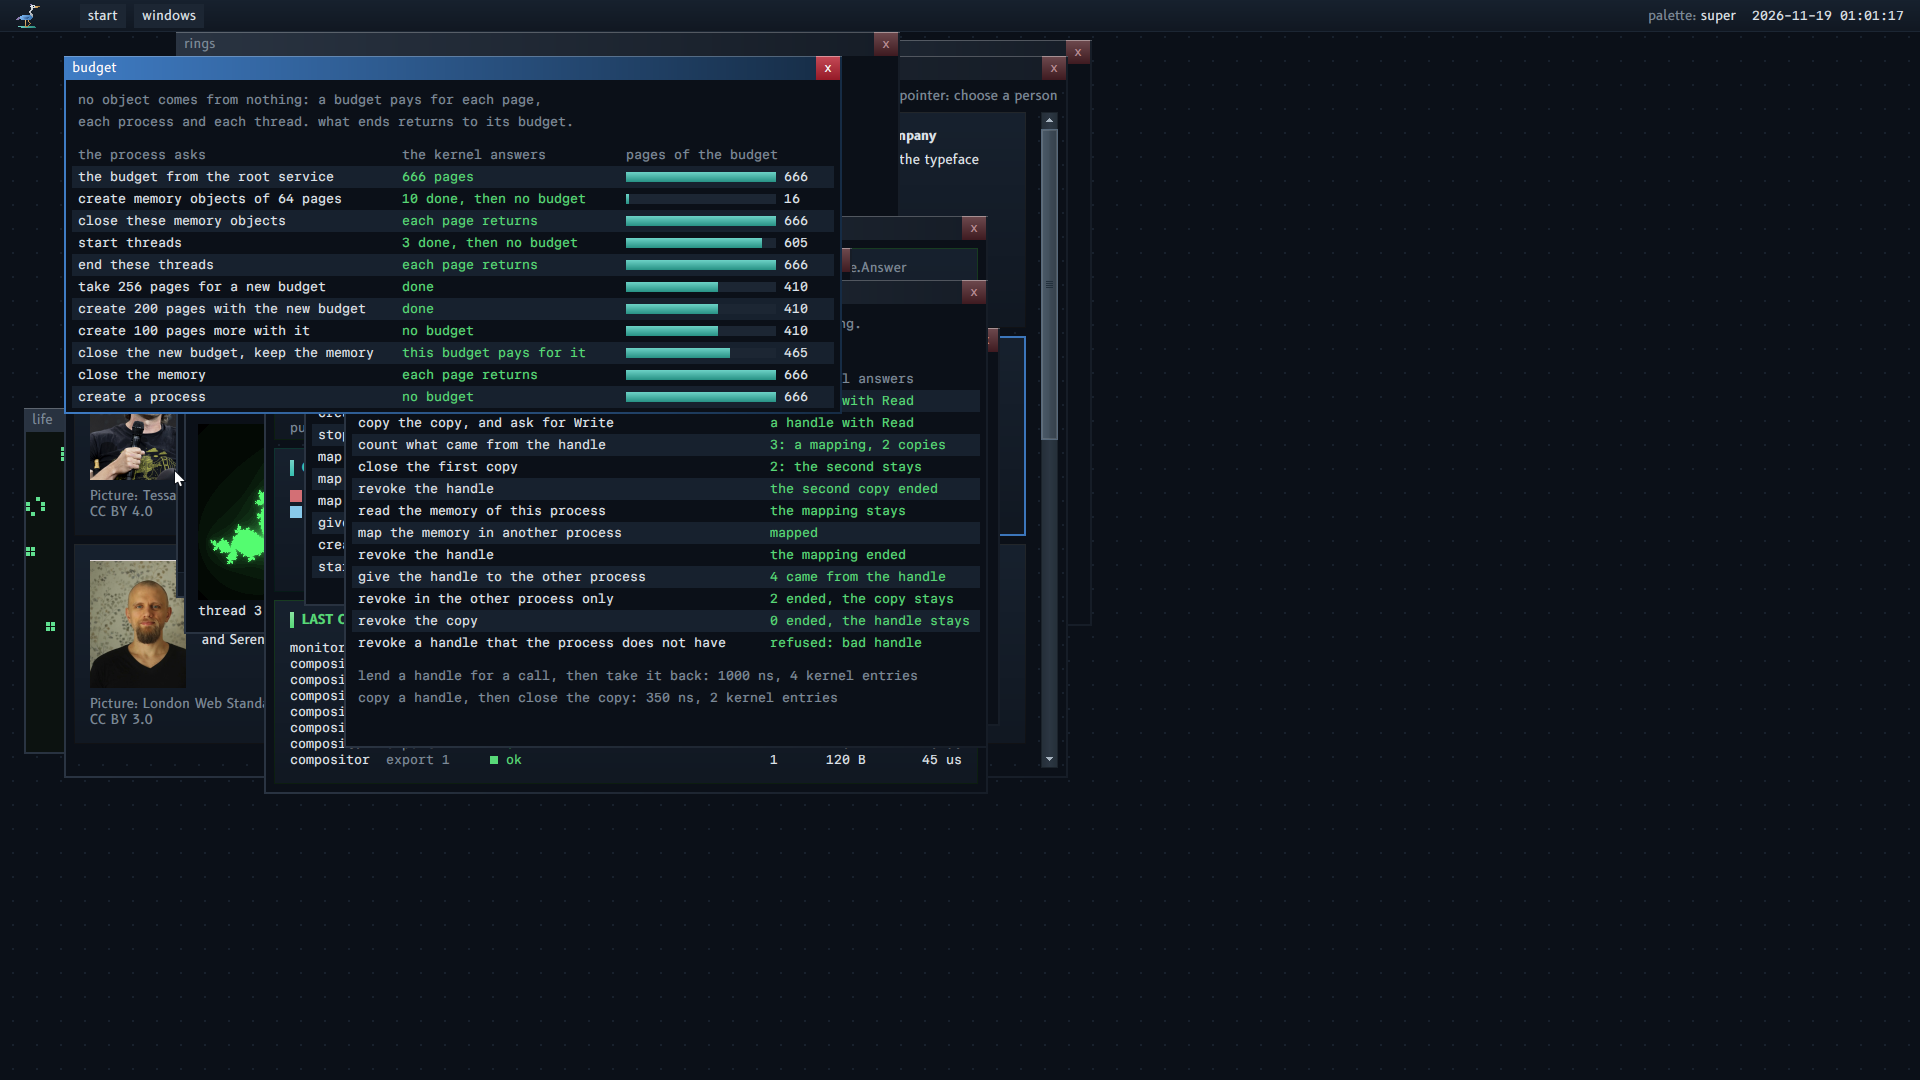 start windows palette: super 2026-11-19 01:01:17
rings x
x
budget x
x
no object comes from nothing: a budget pays for each page,
each process and each thread. what ends returns to its budget.
the process asks the kernel answers pages of the budget
the budget from the root service 666 pages 666
create memory objects of 64 pages 10 done, then no budget 16
close these memory objects each page returns 666
start threads 3 done, then no budget 605
end these threads each page returns 666
take 256 pages for a new budget done 410
create 200 pages with the new budget done 410
create 100 pages more with it no budget 410
close the new budget, keep the memory this budget pays for it 465
close the memory each page returns 666
create a process no budget 666
pointer: choose a person
the typeface
x
e.Answer
x
answers
with Read
copy the copy, and ask for Write a handle with Read
count what came from the handle 3: a mapping, 2 copies
close the first copy 2: the second stays
revoke the handle the second copy ended
read the memory of this process the mapping stays
map the memory in another process mapped
revoke the handle the mapping ended
give the handle to the other process 4 came from the handle
revoke in the other process only 2 ended, the copy stays
revoke the copy 0 ended, the handle stays
revoke a handle that the process does not have refused: bad handle
lend a handle for a call, then take it back: 1000 ns, 4 kernel entries
copy a handle, then close the copy: 350 ns, 2 kernel entries
life
Picture: Tessa
CC BY 4.0
Picture: London Web Standa
CC BY 3.0
thread 3
and Seren
map
map
map
LAST C
monitor
composi
composi
composi
composi
composi
composi
compositor export 1 ok 1 120 B 45 us